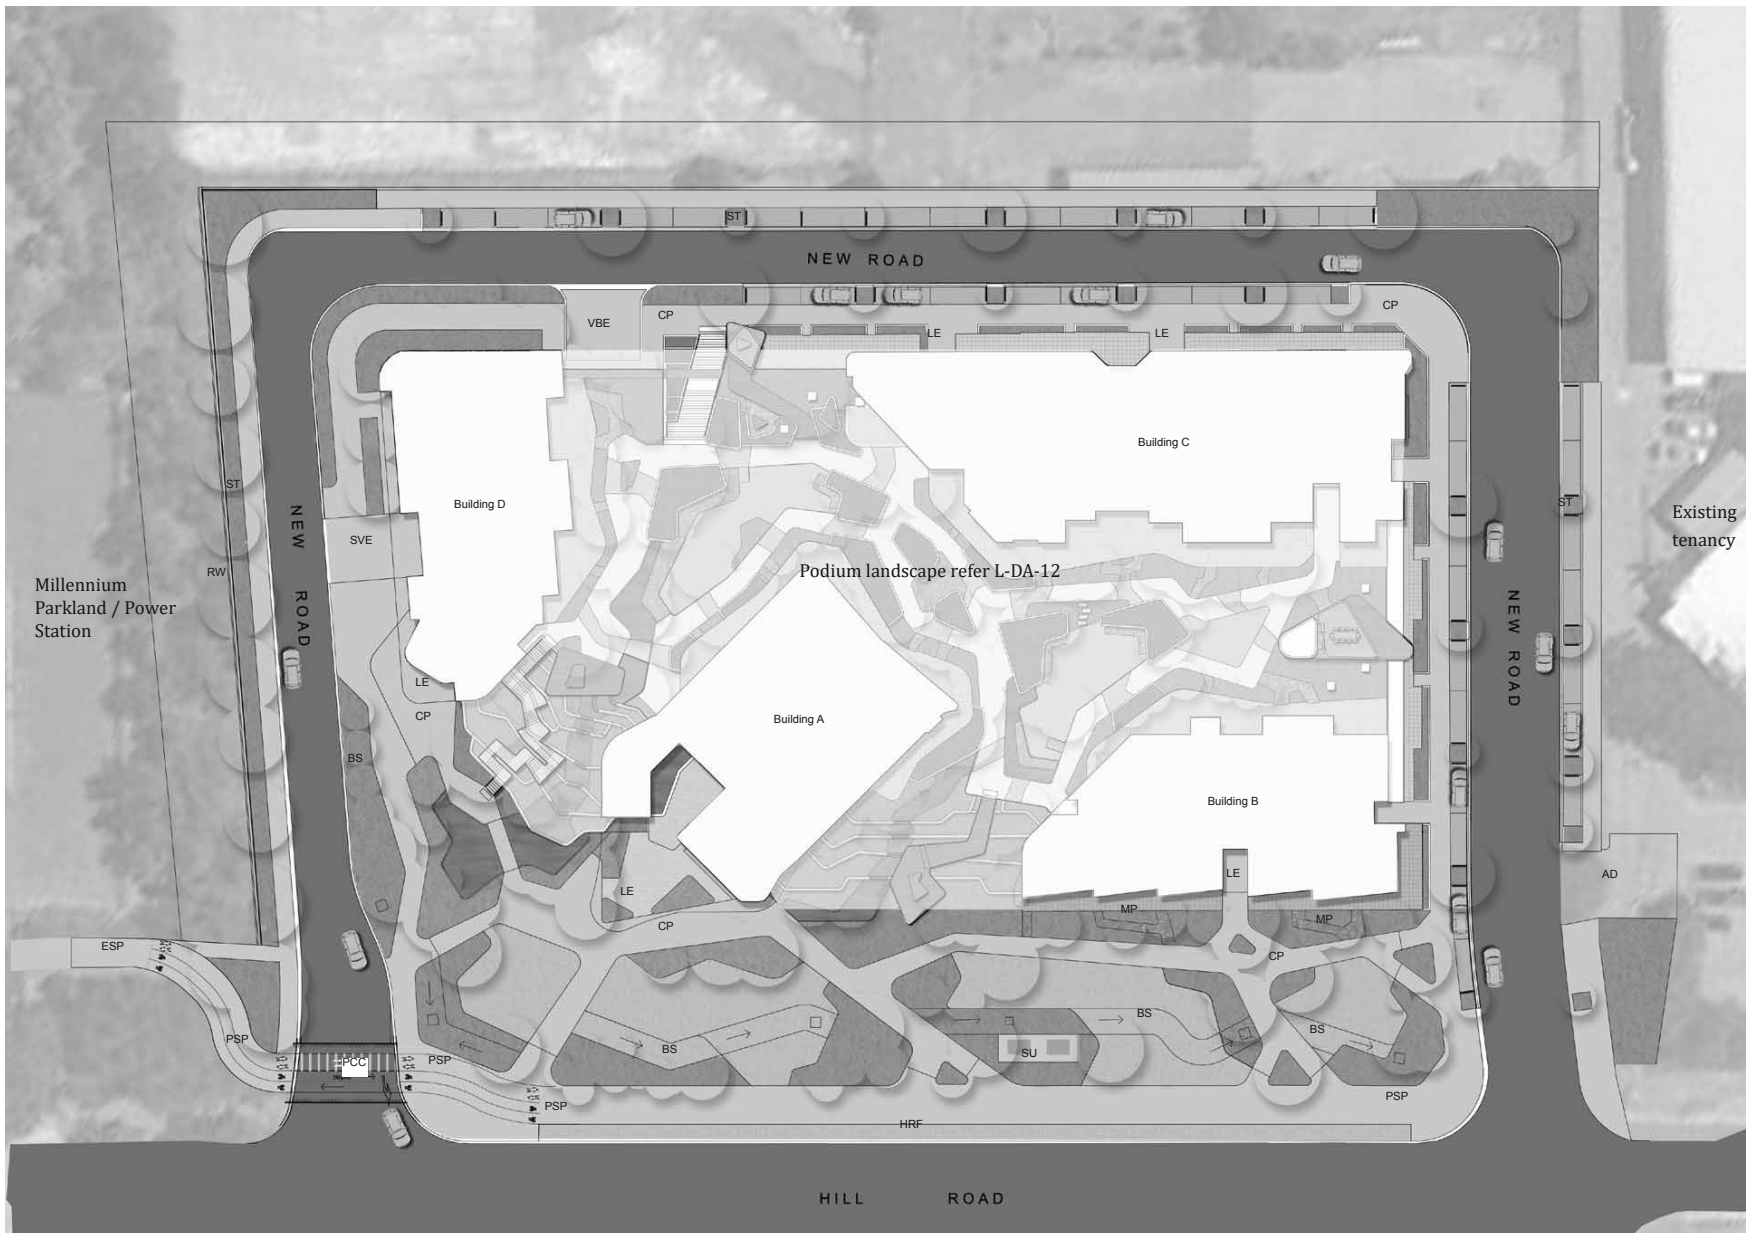 ST
NEW ROAD
VBE
CP
LE
LE
CP
Building C
Building D
ST
ST
NEW ROAD
SVE
RW
Existing
tenancy
Millennium
Parkland / Power
Station
Podium landscape refer L-DA-12
NEW ROAD
LE
CP
Building A
BS
Building B
LE
AD
LE
MP
MP
CP
ESP
CP
PSP
BS
BS
BS
SU
PCC
PSP
PSP
PSP
HRF
HILL ROAD